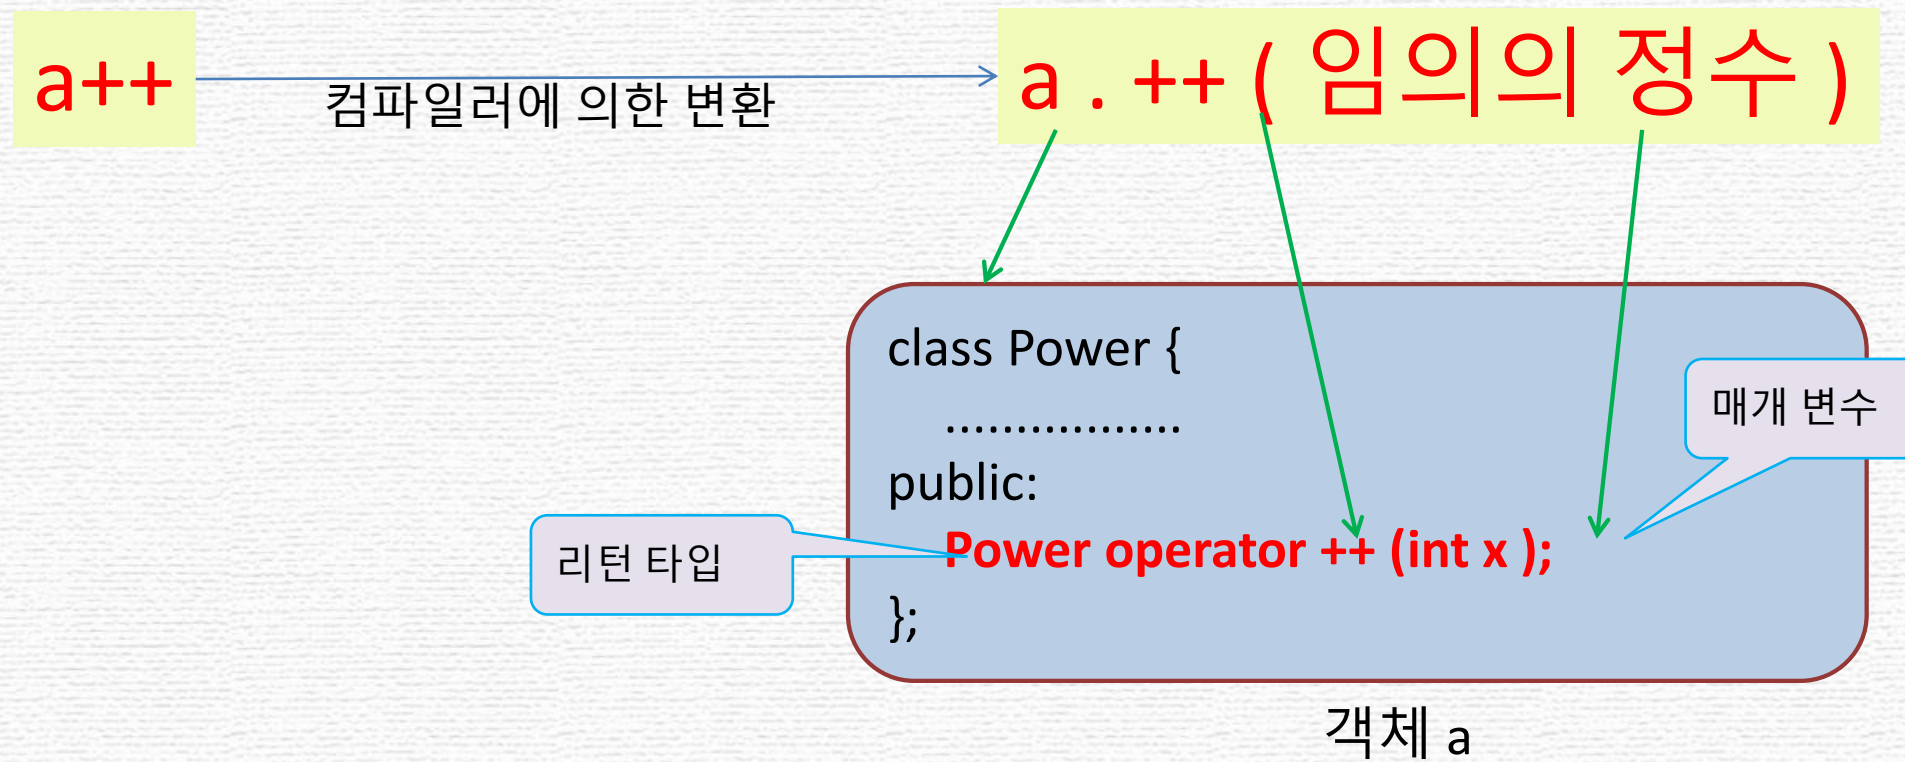 a++
컴파일러에 의한 변환
a . ++ ( 임의의 정수 )
class Power {
.................
public:
Power operator ++ (int x );
};
매개 변수
리턴 타입
객체 a